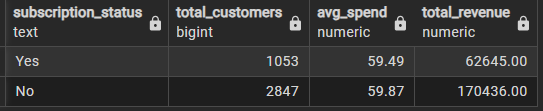 subscription_status total_customers avg_spend total_revenue
text bigint numeric numeric
Yes 1053 59.49 62645.00
No 2847 59.87 170436.00